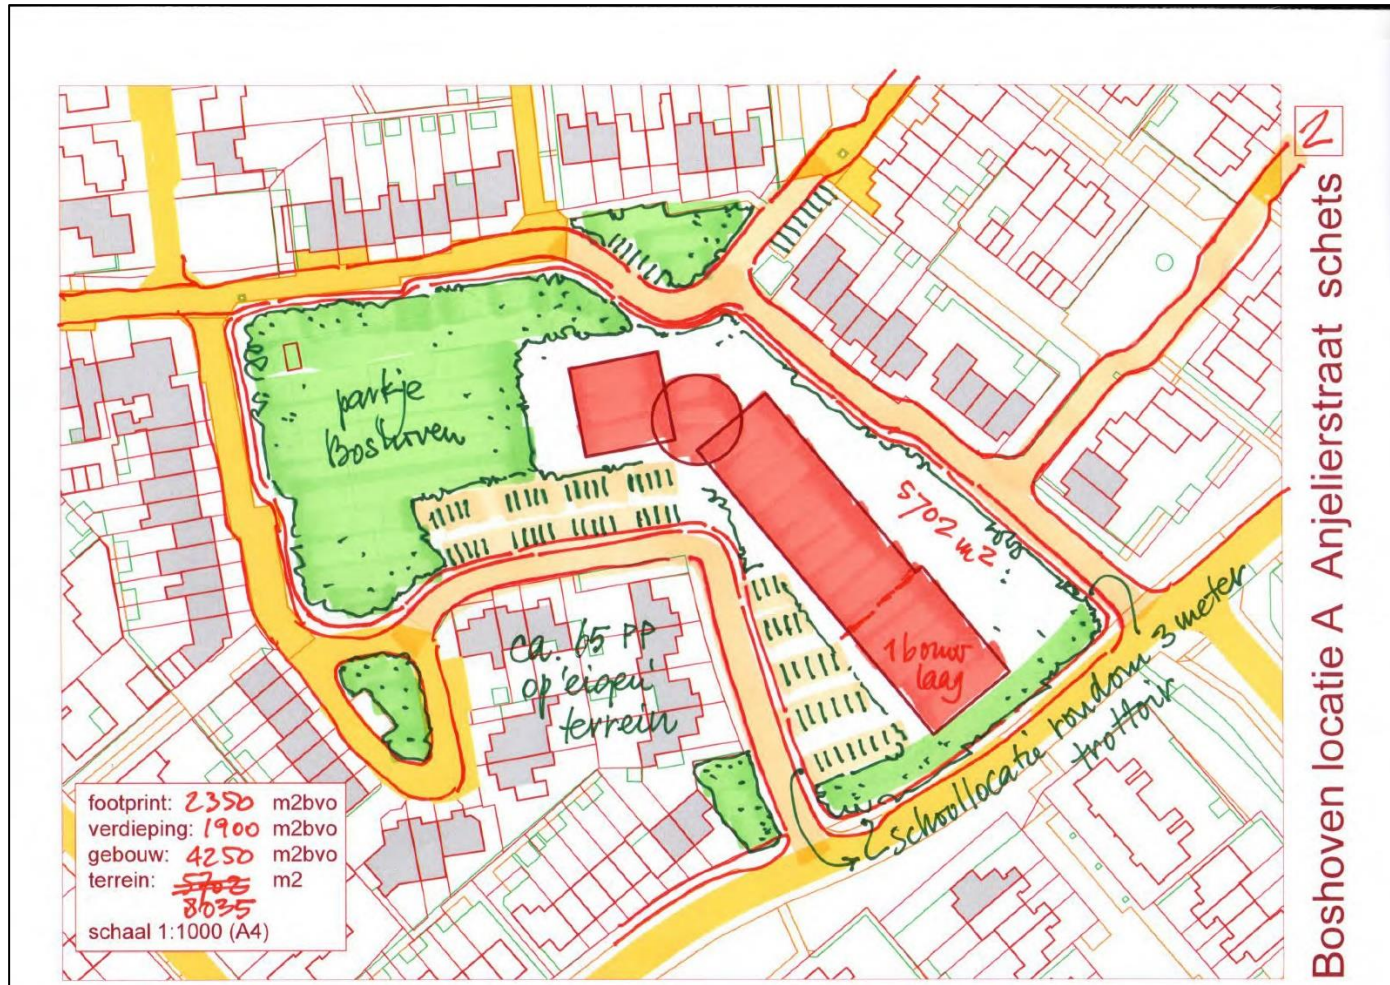 parkje
Boshoven
5702 m2
1 bouw
laag
ca. 65 PP
op 'eigen'
terrein
schoollocatie rondom 3 meter
trottoir
footprint: 2350 m2bvo
verdieping: 1900 m2bvo
gebouw: 4250 m2bvo
terrein: 5702 m2
8035
schaal 1:1000 (A4)
Boshoven locatie A Anjelierstraat schets 2